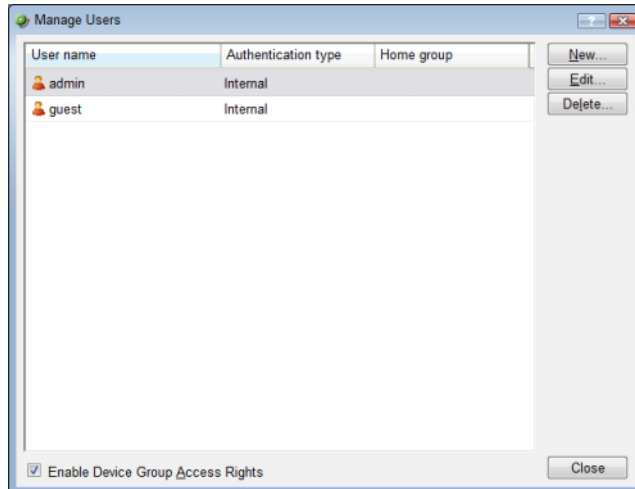 Manage Users
User name Authentication type Home group
admin Internal
guest Internal
New...
Edit...
Delete...
Enable Device Group Access Rights
Close